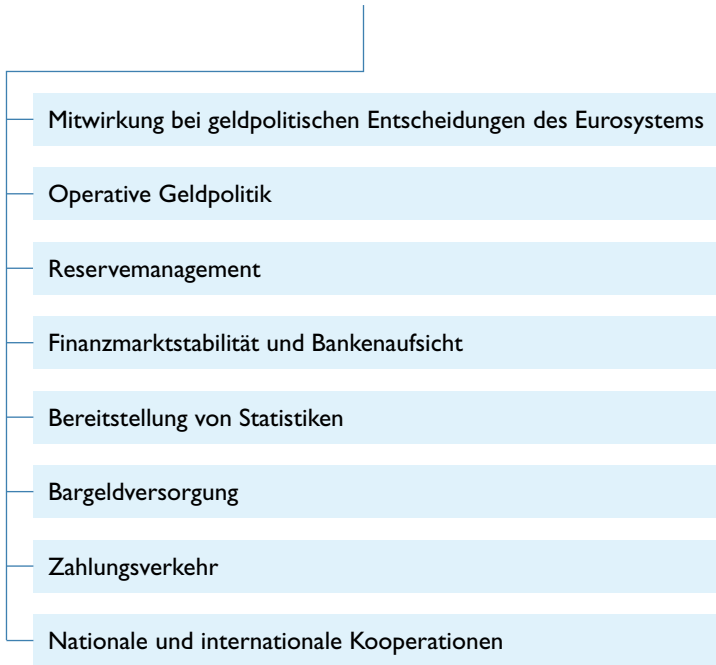 Mitwirkung bei geldpolitischen Entscheidungen des Eurosystems
Operative Geldpolitik
Reservemanagement
Finanzmarktstabilität und Bankenaufsicht
Bereitstellung von Statistiken
Bargeldversorgung
Zahlungsverkehr
Nationale und internationale Kooperationen